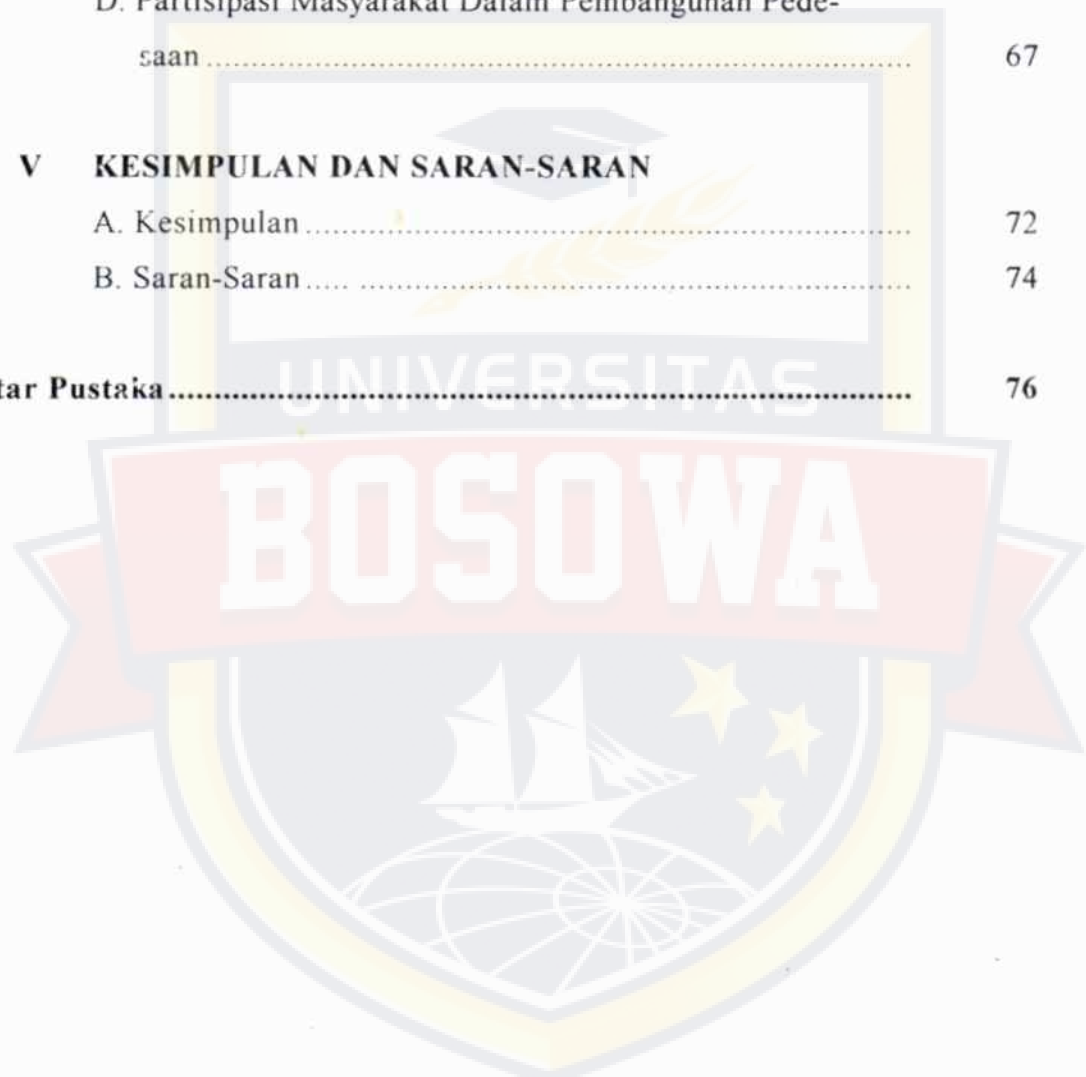 D. Partisipasi Masyarakat Dalam Pembangunan Pede-
saan ........................................ 67
V KESIMPULAN DAN SARAN-SARAN
A. Kesimpulan ........................................ 72
B. Saran-Saran ..... ........................................ 74
tar Pustaka ........................................ 76
UNIVERSITAS
BOSOWA